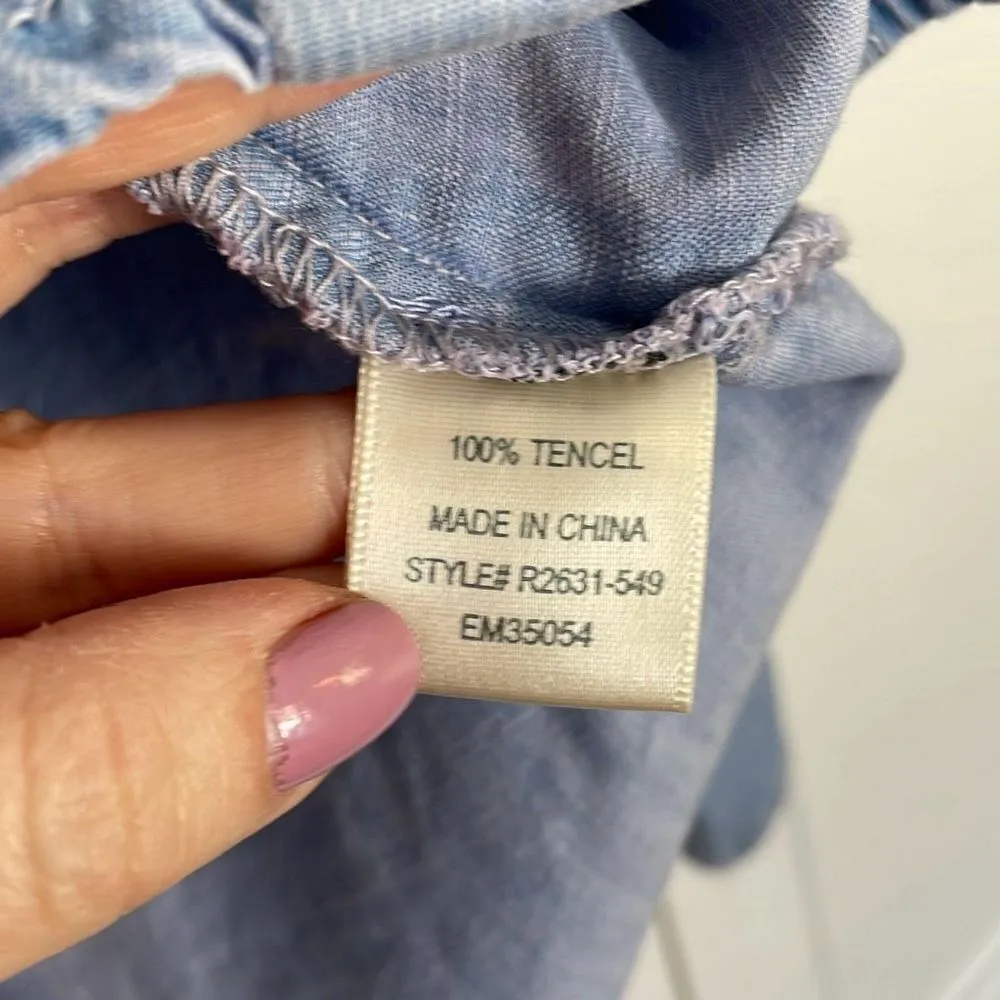 100% TENCEL
MADE IN CHINA
STYLE# R2631-549
EM35054